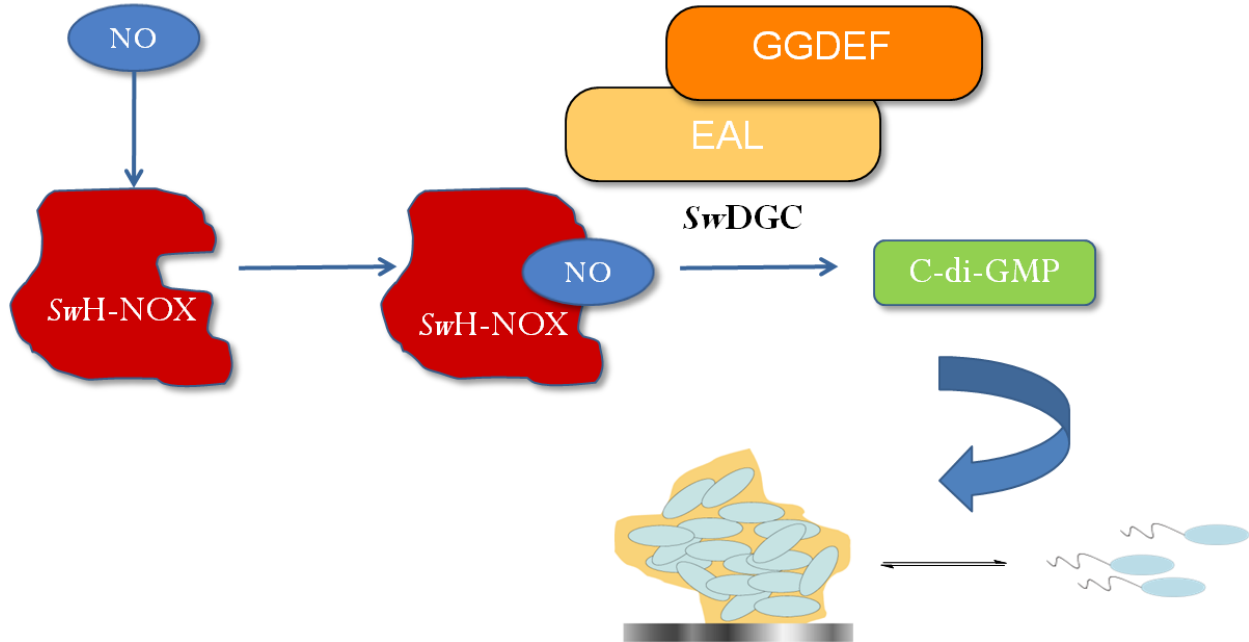 NO
GGDEF
EAL
SwDGC
SwH-NOX
NO
SwH-NOX
C-di-GMP